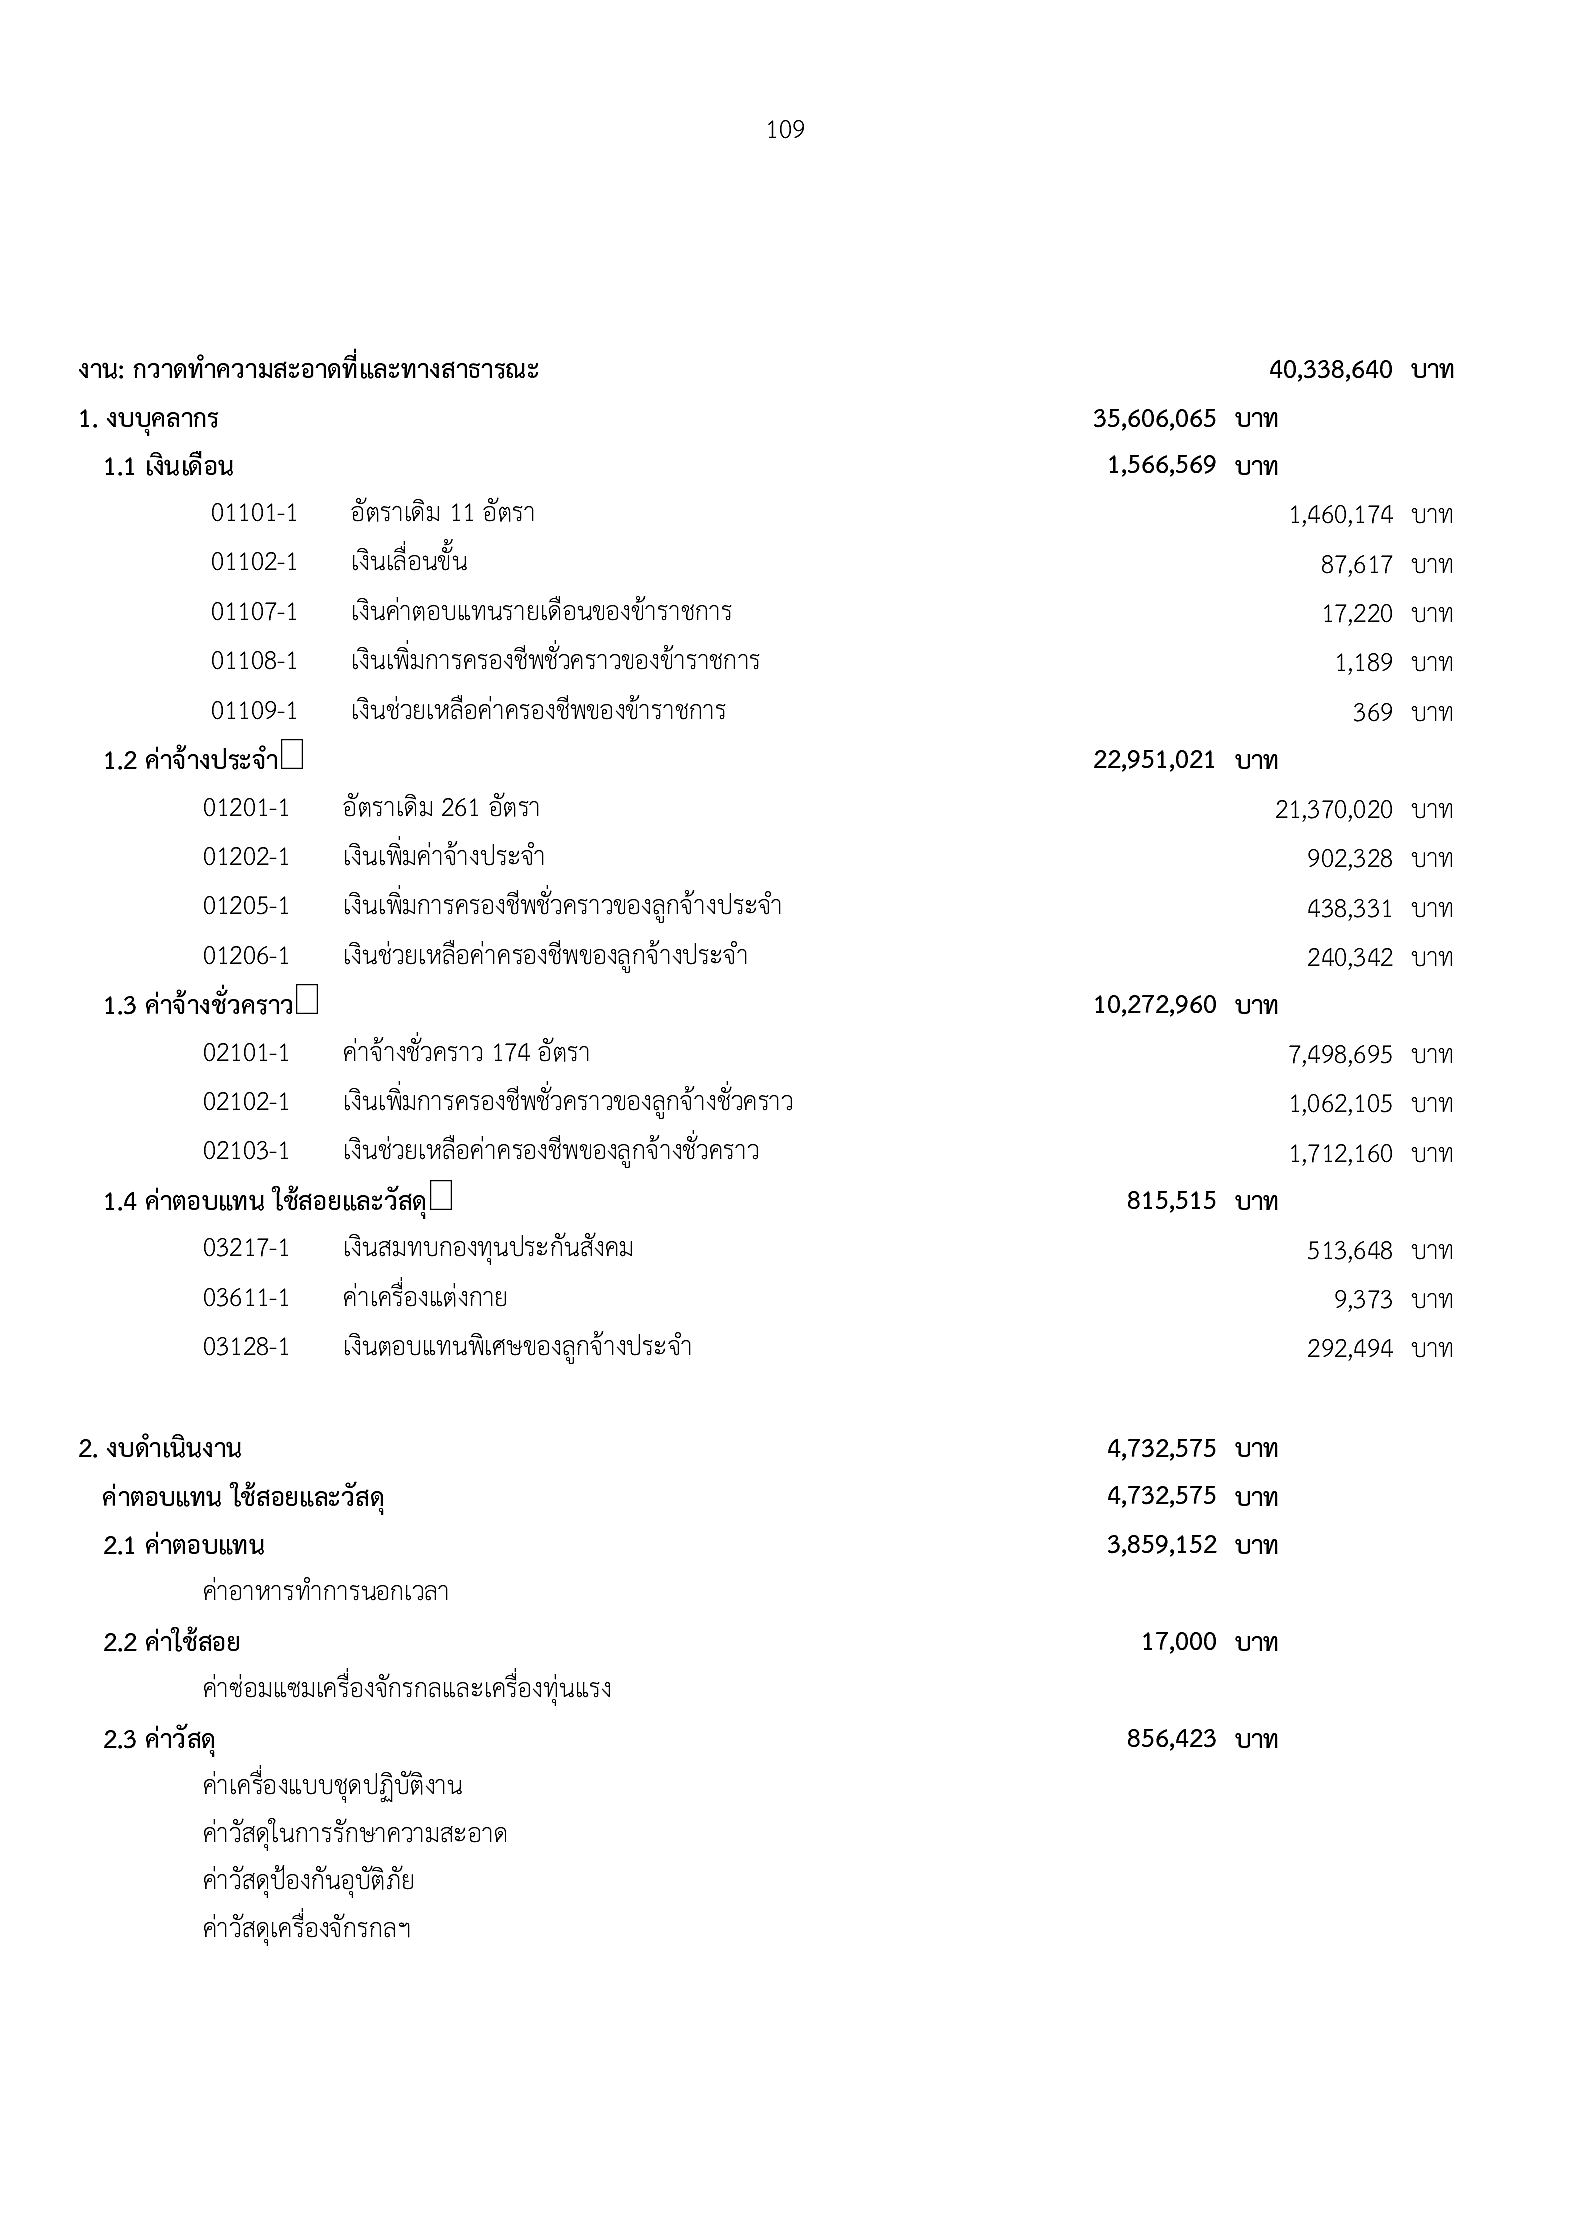 109
งาน: กวาดทำความสะอาดที่และทางสาธารณะ 40,338,640 บาท
1. งบบุคลากร 35,606,065 บาท
1.1 เงินเดือน 1,566,569 บาท
01101-1 อัตราเดิม 11 อัตรา 1,460,174 บาท
01102-1 เงินเลื่อนขั้น 87,617 บาท
01107-1 เงินค่าตอบแทนรายเดือนของข้าราชการ 17,220 บาท
01108-1 เงินเพิ่มการครองชีพชั่วคราวของข้าราชการ 1,189 บาท
01109-1 เงินช่วยเหลือค่าครองชีพของข้าราชการ 369 บาท
1.2 ค่าจ้างประจำ 22,951,021 บาท
01201-1 อัตราเดิม 261 อัตรา 21,370,020 บาท
01202-1 เงินเพิ่มค่าจ้างประจำ 902,328 บาท
01205-1 เงินเพิ่มการครองชีพชั่วคราวของลูกจ้างประจำ 438,331 บาท
01206-1 เงินช่วยเหลือค่าครองชีพของลูกจ้างประจำ 240,342 บาท
1.3 ค่าจ้างชั่วคราว 10,272,960 บาท
02101-1 ค่าจ้างชั่วคราว 174 อัตรา 7,498,695 บาท
02102-1 เงินเพิ่มการครองชีพชั่วคราวของลูกจ้างชั่วคราว 1,062,105 บาท
02103-1 เงินช่วยเหลือค่าครองชีพของลูกจ้างชั่วคราว 1,712,160 บาท
1.4 ค่าตอบแทน ใช้สอยและวัสดุ 815,515 บาท
03217-1 เงินสมทบกองทุนประกันสังคม 513,648 บาท
03611-1 ค่าเครื่องแต่งกาย 9,373 บาท
03128-1 เงินตอบแทนพิเศษของลูกจ้างประจำ 292,494 บาท
2. งบดำเนินงาน 4,732,575 บาท
ค่าตอบแทน ใช้สอยและวัสดุ 4,732,575 บาท
2.1 ค่าตอบแทน 3,859,152 บาท
ค่าอาหารทำการนอกเวลา
2.2 ค่าใช้สอย 17,000 บาท
ค่าซ่อมแซมเครื่องจักรกลและเครื่องทุ่นแรง
2.3 ค่าวัสดุ 856,423 บาท
ค่าเครื่องแบบชุดปฏิบัติงาน
ค่าวัสดุในการรักษาความสะอาด
ค่าวัสดุป้องกันอุบัติภัย
ค่าวัสดุเครื่องจักรกลฯ